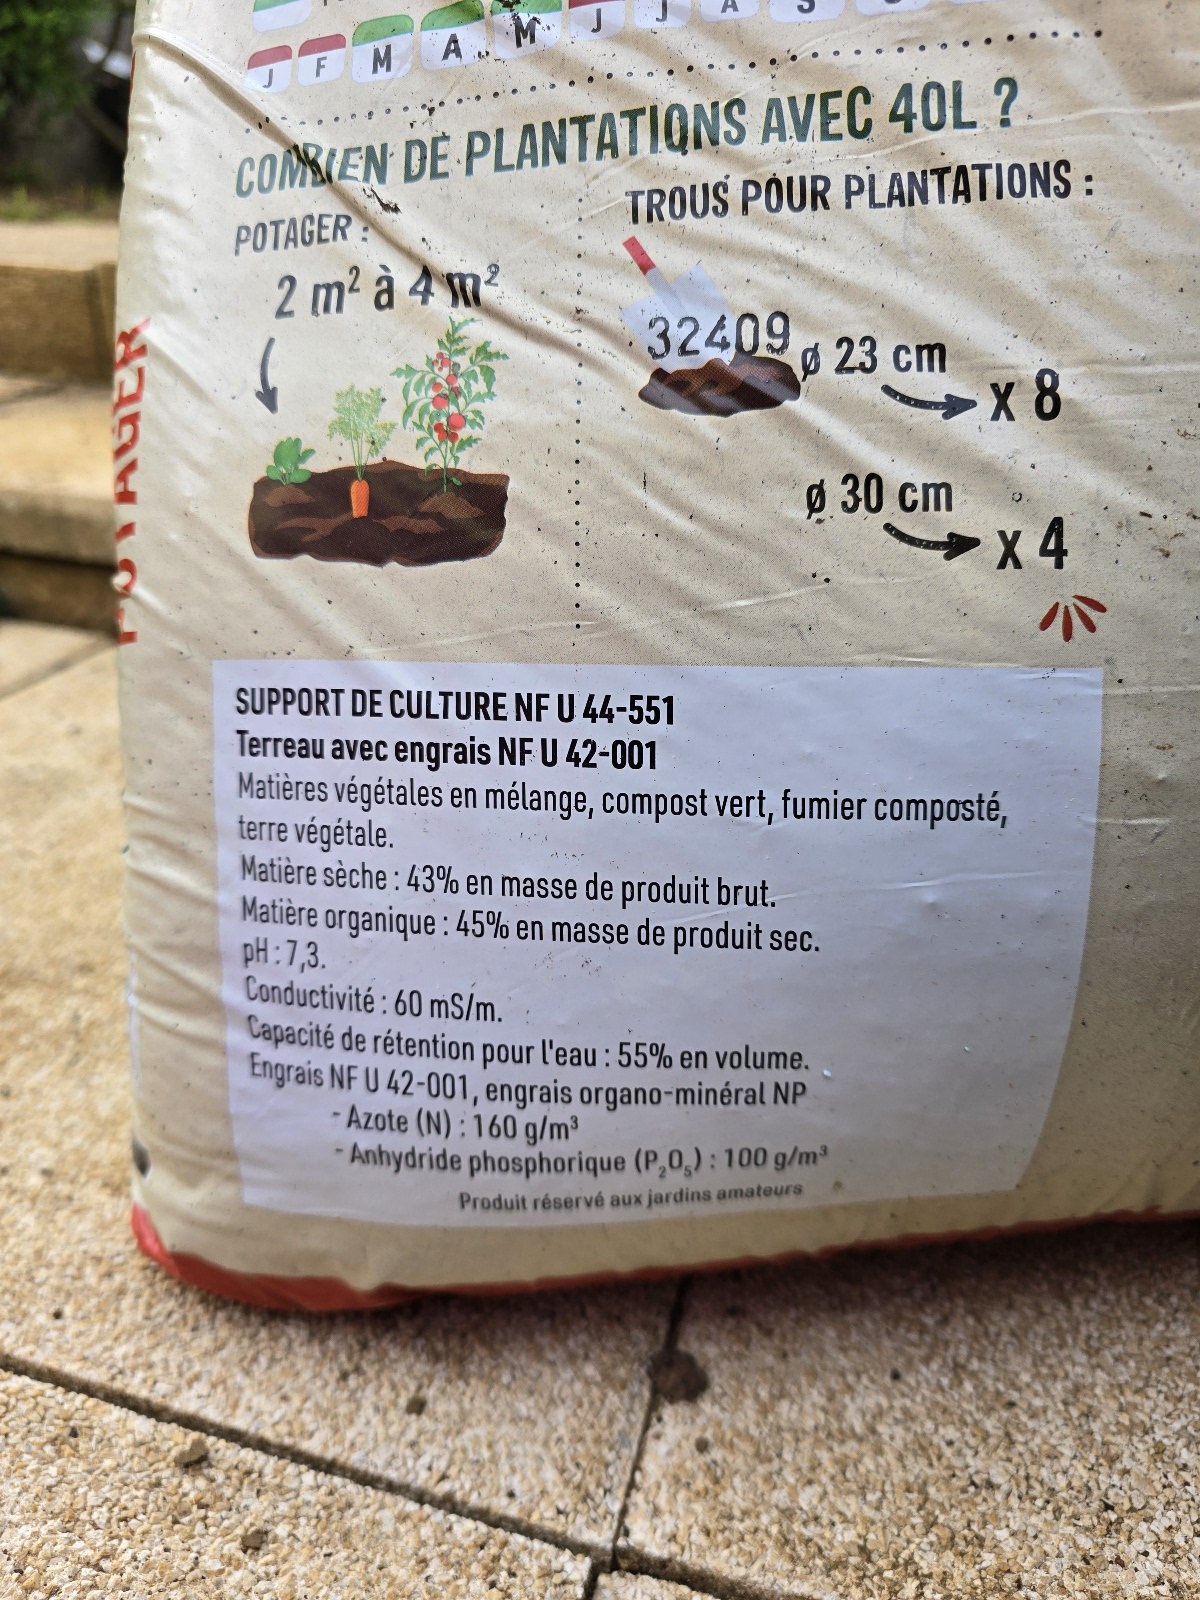 J F M A M J J A S
COMBIEN DE PLANTATIONS AVEC 40L ?
POTAGER :
2 m² à 4 m²
TROUS POUR PLANTATIONS :
32409
ø 23 cm
x 8
ø 30 cm
x 4
POTAGER
SUPPORT DE CULTURE NF U 44-551
Terreau avec engrais NF U 42-001
Matières végétales en mélange, compost vert, fumier composté,
terre végétale.
Matière sèche : 43% en masse de produit brut.
Matière organique : 45% en masse de produit sec.
pH : 7,3.
Conductivité : 60 mS/m.
Capacité de rétention pour l'eau : 55% en volume.
Engrais NF U 42-001, engrais organo-minéral NP
- Azote (N) : 160 g/m³
- Anhydride phosphorique (P₂O₅) : 100 g/m³
Produit réservé aux jardins amateurs